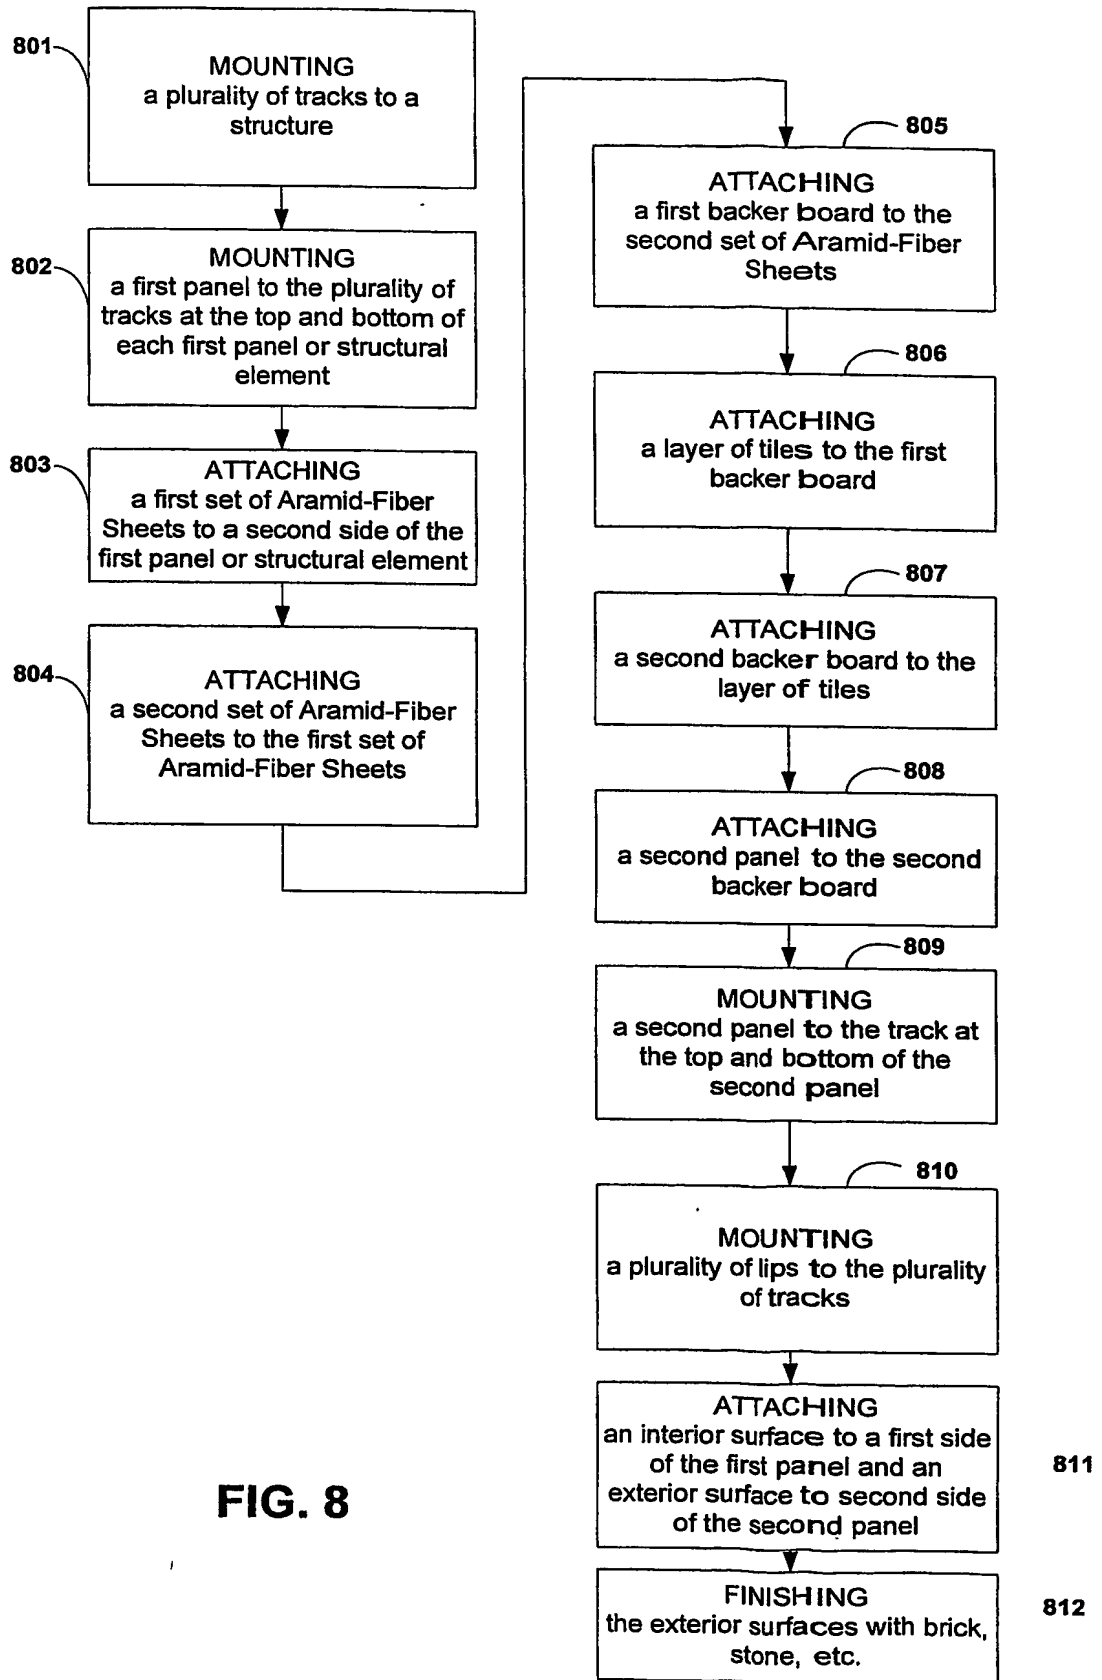 801
MOUNTING
a plurality of tracks to a
structure
802
MOUNTING
a first panel to the plurality of
tracks at the top and bottom of
each first panel or structural
element
803
ATTACHING
a first set of Aramid-Fiber
Sheets to a second side of the
first panel or structural element
804
ATTACHING
a second set of Aramid-Fiber
Sheets to the first set of
Aramid-Fiber Sheets
805
ATTACHING
a first backer board to the
second set of Aramid-Fiber
Sheets
806
ATTACHING
a layer of tiles to the first
backer board
807
ATTACHING
a second backer board to the
layer of tiles
808
ATTACHING
a second panel to the second
backer board
809
MOUNTING
a second panel to the track at
the top and bottom of the
second panel
810
MOUNTING
a plurality of lips to the plurality
of tracks
811
ATTACHING
an interior surface to a first side
of the first panel and an
exterior surface to second side
of the second panel
812
FINISHING
the exterior surfaces with brick,
stone, etc.
FIG. 8